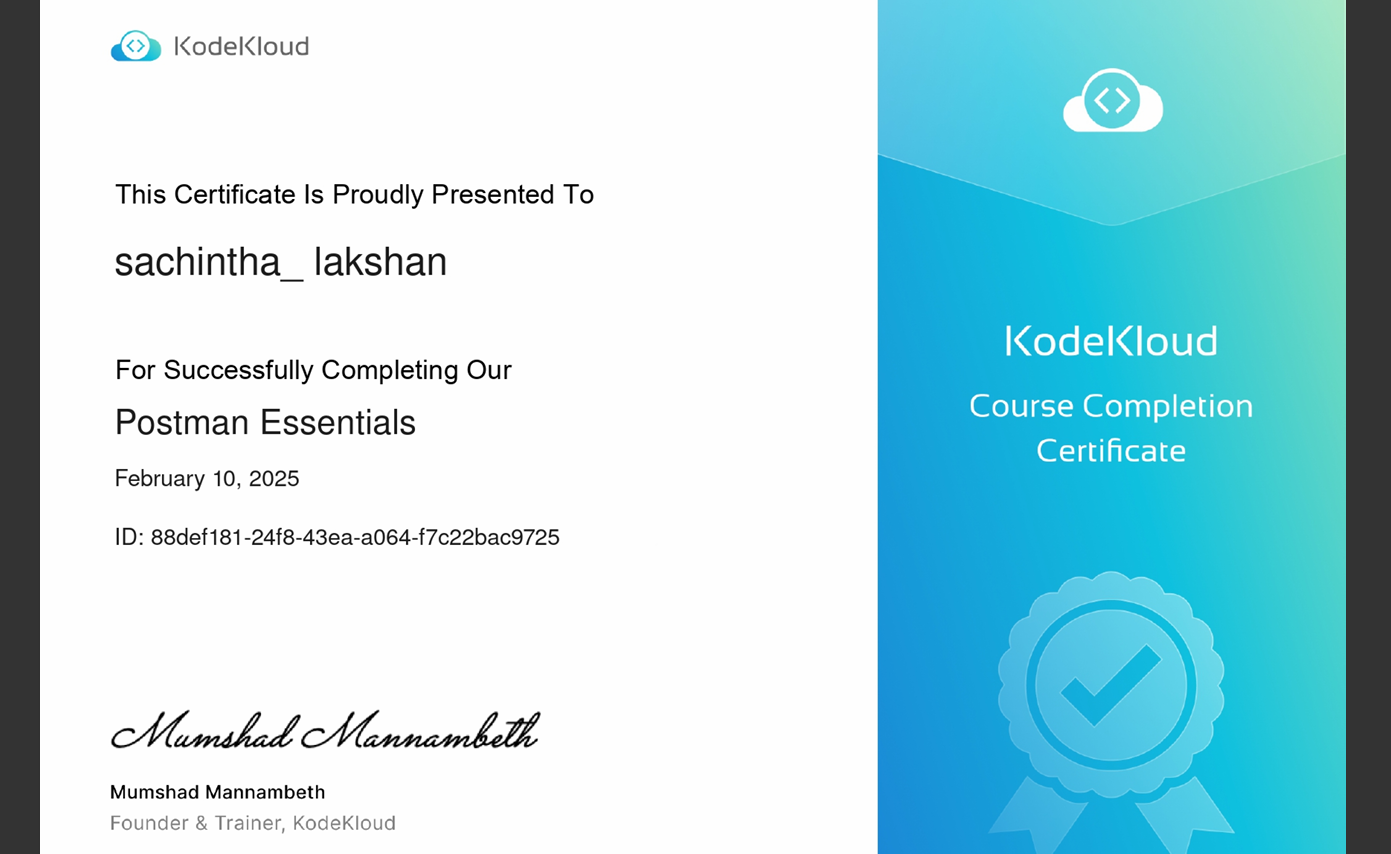 KodeKloud
This Certificate Is Proudly Presented To
sachintha_ lakshan
For Successfully Completing Our
Postman Essentials
February 10, 2025
ID: 88def181-24f8-43ea-a064-f7c22bac9725
Mumshad Mannambeth
Mumshad Mannambeth
Founder & Trainer, KodeKloud
KodeKloud
Course Completion
Certificate